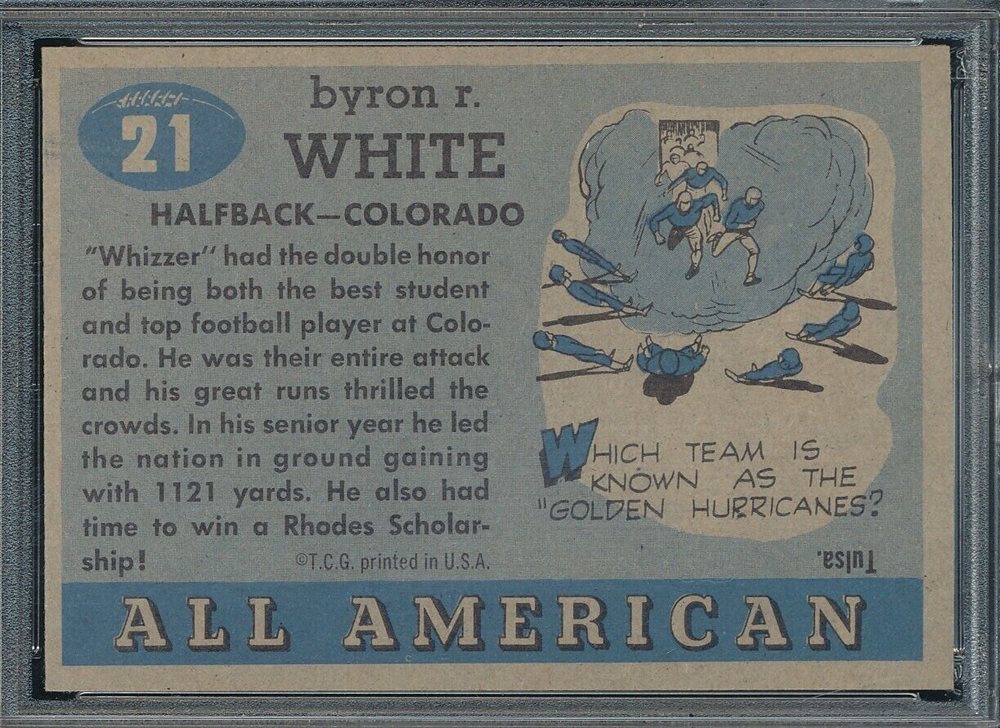 21
byron r.
WHITE
HALFBACK—COLORADO
"Whizzer" had the double honor
of being both the best student
and top football player at Colo-
rado. He was their entire attack
and his great runs thrilled the
crowds. In his senior year he led
the nation in ground gaining
with 1121 yards. He also had
time to win a Rhodes Scholar-
ship!
©T.C.G. printed in U.S.A.
WHICH TEAM IS
KNOWN AS THE
"GOLDEN HURRICANES?
Tulsa.
ALL AMERICAN